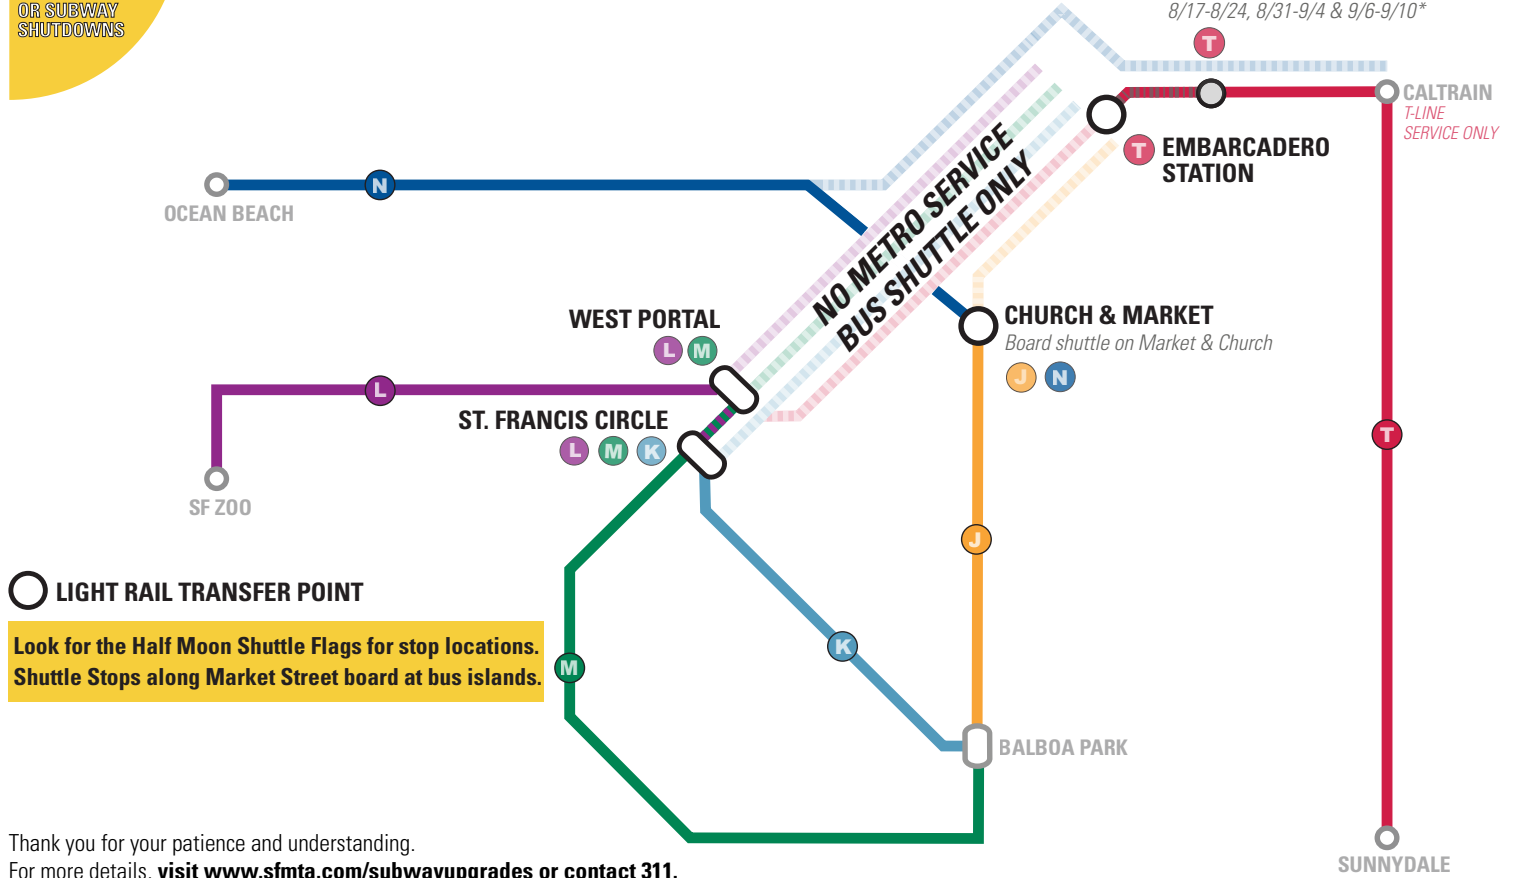 OR SUBWAY
SHUTDOWNS
8/17-8/24, 8/31-9/4 & 9/6-9/10*
T
CALTRAIN
T-LINE
SERVICE ONLY
T
EMBARCADERO
STATION
N
OCEAN BEACH
NO METRO SERVICE
BUS SHUTTLE ONLY
WEST PORTAL
L M
CHURCH & MARKET
Board shuttle on Market & Church
J N
L
ST. FRANCIS CIRCLE
L M K
T
SF ZOO
J
LIGHT RAIL TRANSFER POINT
Look for the Half Moon Shuttle Flags for stop locations.
Shuttle Stops along Market Street board at bus islands.
K
M
BALBOA PARK
Thank you for your patience and understanding.
For more details, visit www.sfmta.com/subwayupgrades or contact 311.
SUNNYDALE